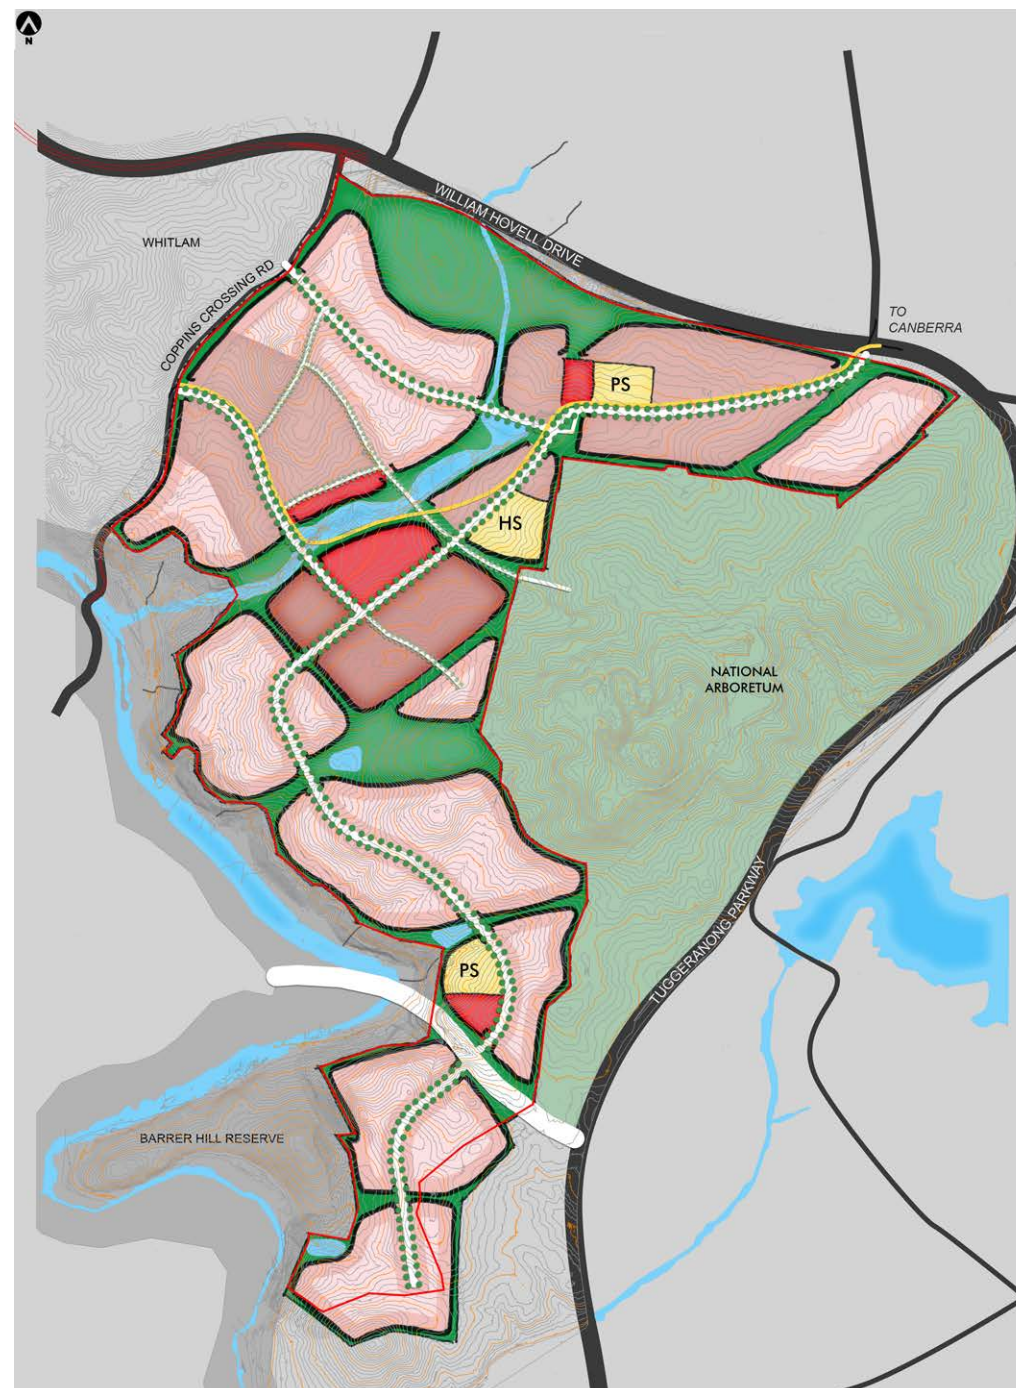 N
WILLIAM HOVELL DRIVE
WHITLAM
COPPINS CROSSING RD
TO
CANBERRA
PS
HS
NATIONAL
ARBORETUM
TUGGERANONG PARKWAY
PS
BARRER HILL RESERVE